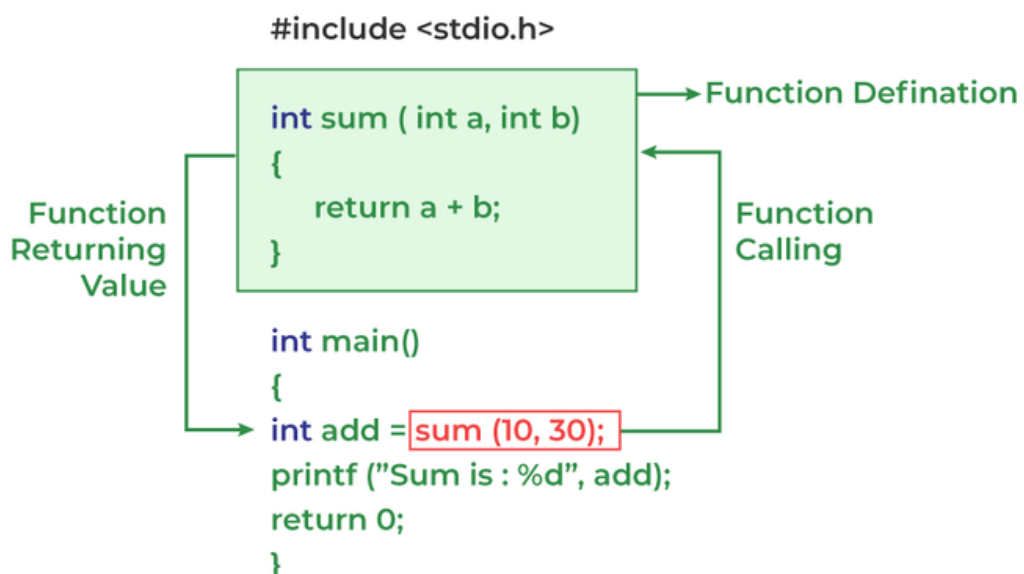 #include <stdio.h>
int sum ( int a, int b)
{
return a + b;
}
Function Defination
Function
Returning
Value
Function
Calling
int main()
{
int add = sum (10, 30);
printf (”Sum is : %d”, add);
return 0;
}